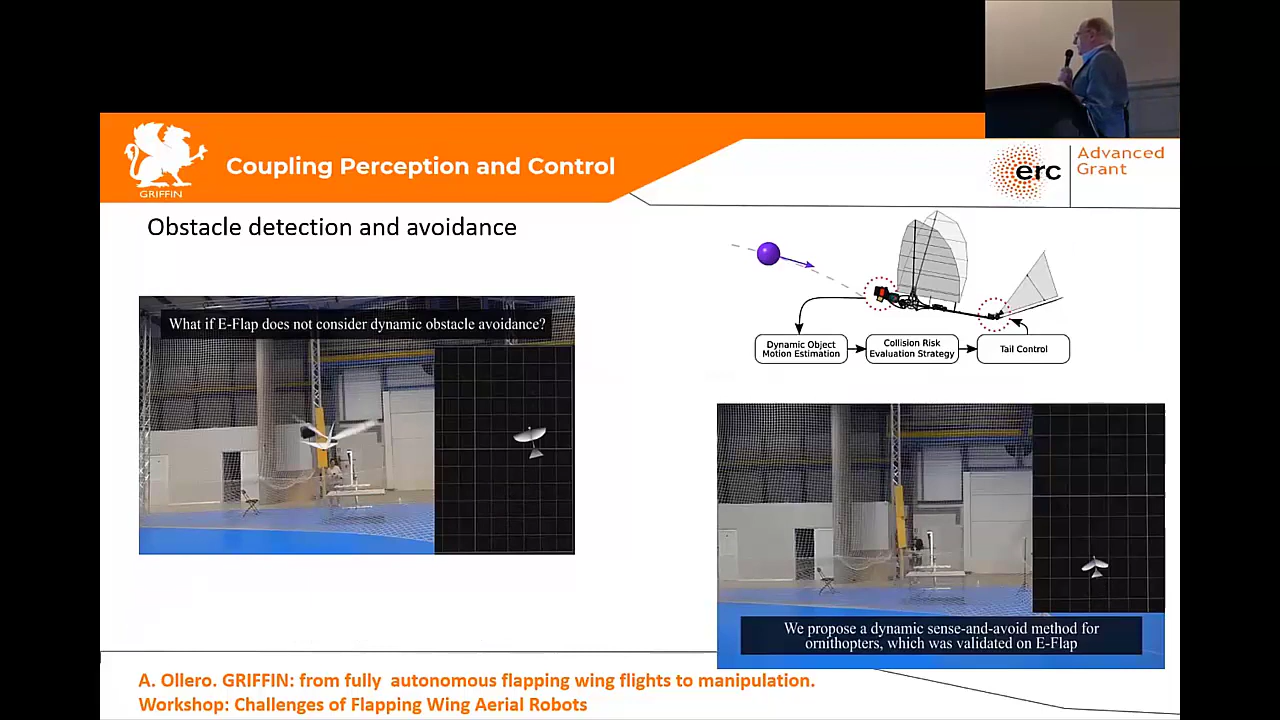 GRIFFIN
Coupling Perception and Control
erc
Advanced
Grant
Obstacle detection and avoidance
What if E-Flap does not consider dynamic obstacle avoidance?
Dynamic Object
Motion Estimation
Collision Risk
Evaluation Strategy
Tail Control
We propose a dynamic sense-and-avoid method for
ornithopters, which was validated on E-Flap
A. Ollero. GRIFFIN: from fully autonomous flapping wing flights to manipulation.
Workshop: Challenges of Flapping Wing Aerial Robots